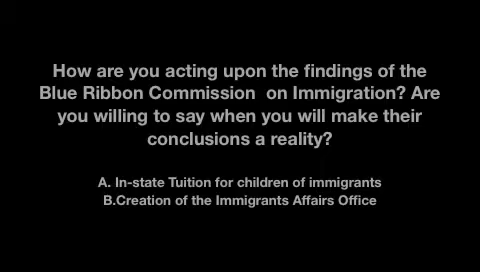 How are you acting upon the findings of the
Blue Ribbon Commission  on Immigration? Are
you willing to say when you will make their
conclusions a reality?
A. In-state Tuition for children of immigrants
B.Creation of the Immigrants Affairs Office